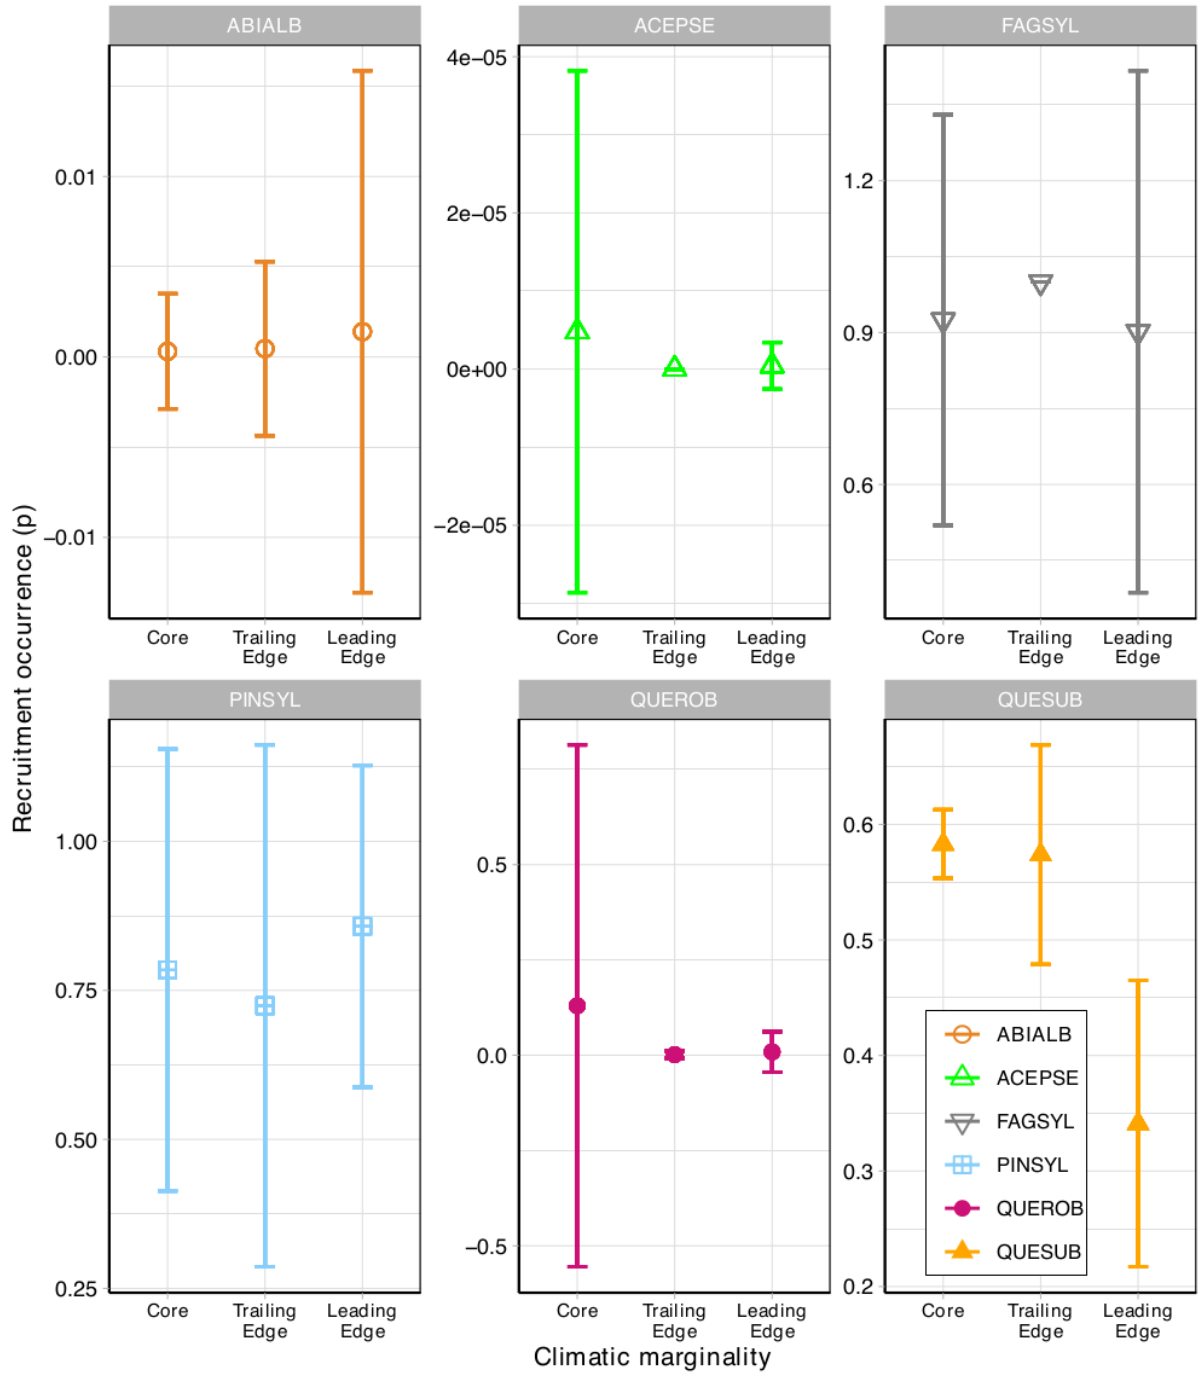 ABIALB
ACEPSE
FAGSYL
0.01
0.00
−0.01
4e−05
2e−05
0e+00
−2e−05
1.2
0.9
0.6
Core
Trailing
Edge
Leading
Edge
Core
Trailing
Edge
Leading
Edge
Core
Trailing
Edge
Leading
Edge
Recruitment occurrence (p)
PINSYL
QUEROB
QUESUB
1.00
0.75
0.50
0.25
0.5
0.0
−0.5
0.6
0.5
0.4
0.3
0.2
ABIALB
ACEPSE
FAGSYL
PINSYL
QUEROB
QUESUB
Core
Trailing
Edge
Leading
Edge
Core
Trailing
Edge
Leading
Edge
Core
Trailing
Edge
Leading
Edge
Climatic marginality